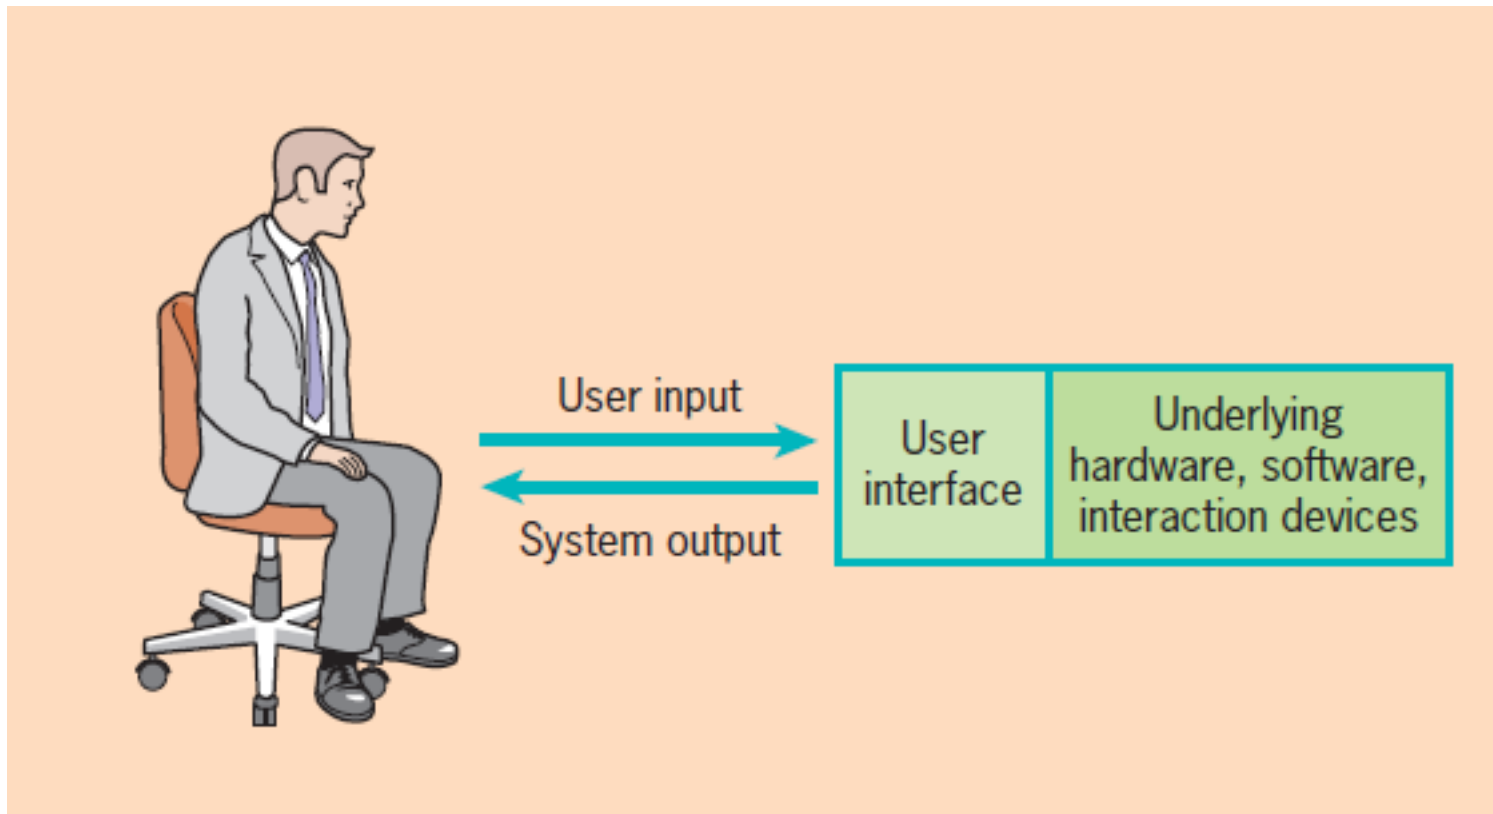 User input
System output
User
interface
Underlying
hardware, software,
interaction devices